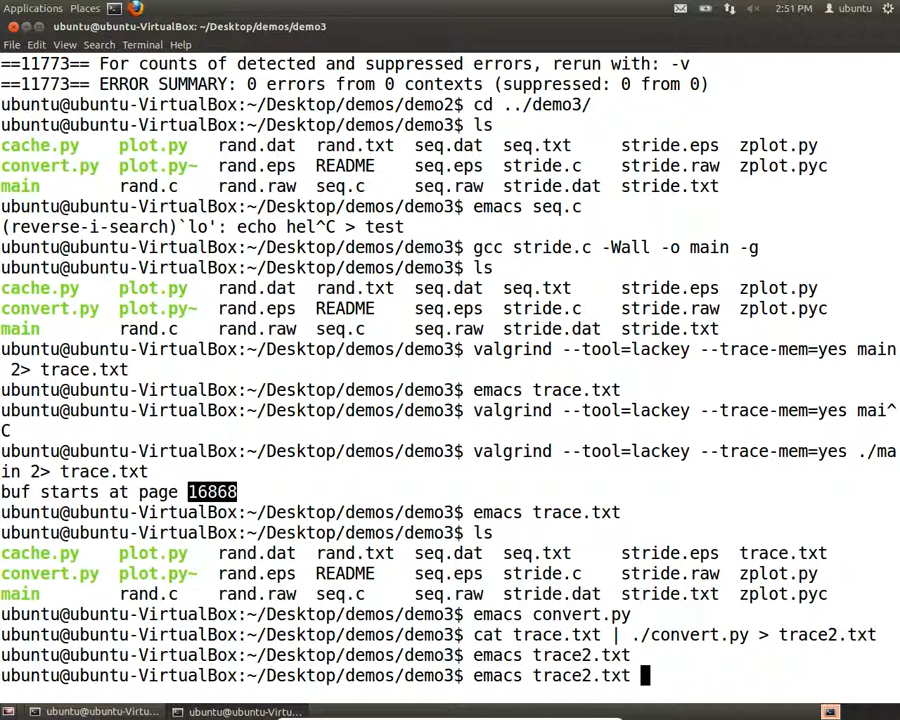 Applications Places 2:51 PM ubuntu
ubuntu@ubuntu-VirtualBox: ~/Desktop/demos/demo3
File Edit View Search Terminal Help
==11773== For counts of detected and suppressed errors, rerun with: -v
==11773== ERROR SUMMARY: 0 errors from 0 contexts (suppressed: 0 from 0)
ubuntu@ubuntu-VirtualBox:~/Desktop/demos/demo2$ cd ../demo3/
ubuntu@ubuntu-VirtualBox:~/Desktop/demos/demo3$ ls
cache.py plot.py rand.dat rand.txt seq.dat seq.txt stride.eps zplot.py
convert.py plot.py~ rand.eps README seq.eps stride.c stride.raw zplot.pyc
main rand.c rand.raw seq.c seq.raw stride.dat stride.txt
ubuntu@ubuntu-VirtualBox:~/Desktop/demos/demo3$ emacs seq.c
(reverse-i-search)`lo': echo hel^C > test
ubuntu@ubuntu-VirtualBox:~/Desktop/demos/demo3$ gcc stride.c -Wall -o main -g
ubuntu@ubuntu-VirtualBox:~/Desktop/demos/demo3$ ls
cache.py plot.py rand.dat rand.txt seq.dat seq.txt stride.eps zplot.py
convert.py plot.py~ rand.eps README seq.eps stride.c stride.raw zplot.pyc
main rand.c rand.raw seq.c seq.raw stride.dat stride.txt
ubuntu@ubuntu-VirtualBox:~/Desktop/demos/demo3$ valgrind --tool=lackey --trace-mem=yes main
 2> trace.txt
ubuntu@ubuntu-VirtualBox:~/Desktop/demos/demo3$ emacs trace.txt
ubuntu@ubuntu-VirtualBox:~/Desktop/demos/demo3$ valgrind --tool=lackey --trace-mem=yes mai^
C
ubuntu@ubuntu-VirtualBox:~/Desktop/demos/demo3$ valgrind --tool=lackey --trace-mem=yes ./ma
in 2> trace.txt
buf starts at page 16868
ubuntu@ubuntu-VirtualBox:~/Desktop/demos/demo3$ emacs trace.txt
ubuntu@ubuntu-VirtualBox:~/Desktop/demos/demo3$ ls
cache.py plot.py rand.dat rand.txt seq.dat seq.txt stride.eps trace.txt
convert.py plot.py~ rand.eps README seq.eps stride.c stride.raw zplot.py
main rand.c rand.raw seq.c seq.raw stride.dat stride.txt zplot.pyc
ubuntu@ubuntu-VirtualBox:~/Desktop/demos/demo3$ emacs convert.py
ubuntu@ubuntu-VirtualBox:~/Desktop/demos/demo3$ cat trace.txt | ./convert.py > trace2.txt
ubuntu@ubuntu-VirtualBox:~/Desktop/demos/demo3$ emacs trace2.txt
ubuntu@ubuntu-VirtualBox:~/Desktop/demos/demo3$ emacs trace2.txt
ubuntu@ubuntu-Virtu... ubuntu@ubuntu-Virtu...